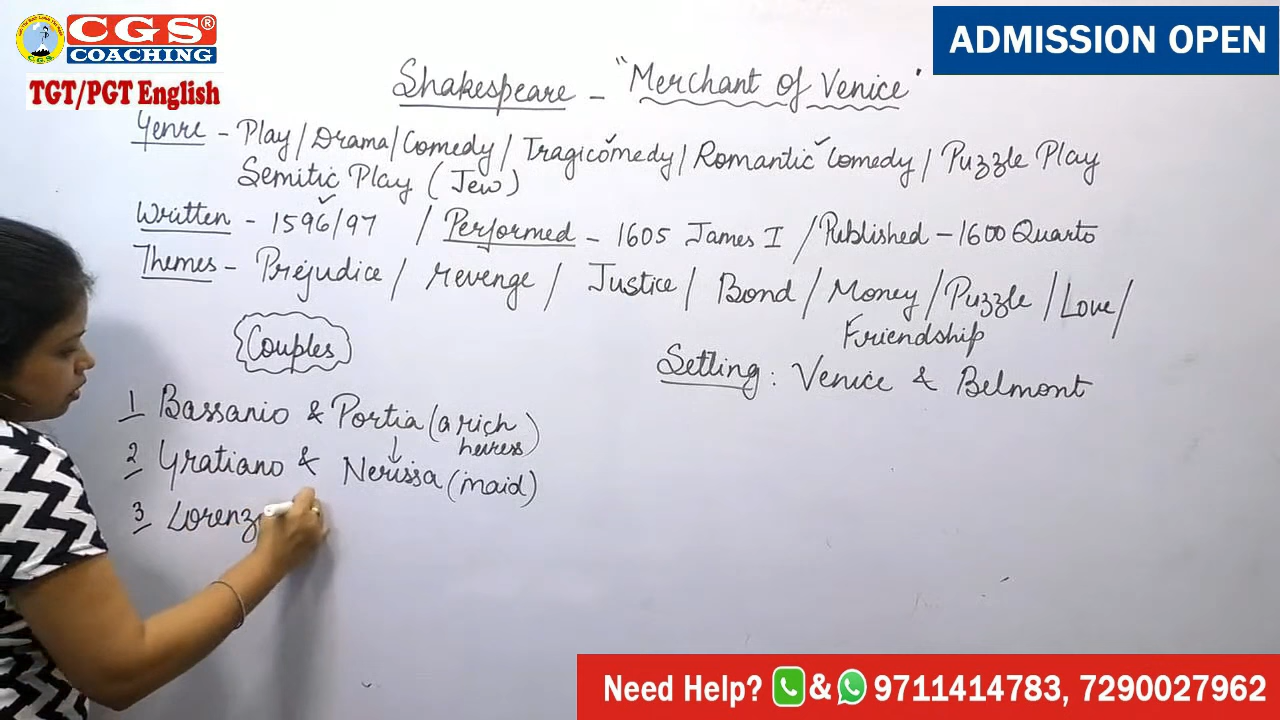 CGS®
COACHING
TGT/PGT English
ADMISSION OPEN
Shakespeare - "Merchant of Venice"
Genre - Play / Drama / Comedy / Tragicomedy / Romantic Comedy / Puzzle Play
Semitic Play (Jew)
Written - 1596/97 / Performed - 1605 James I / Published - 1600 Quarto
Themes - Prejudice / revenge / Justice / Bond / Money / Puzzle / Love /
Friendship
Couples
Setting : Venice & Belmont
1 Bassanio & Portia (a rich
heiress)
2 Gratiano & Nerissa (maid)
3 Lorenz
Need Help? & 9711414783, 7290027962